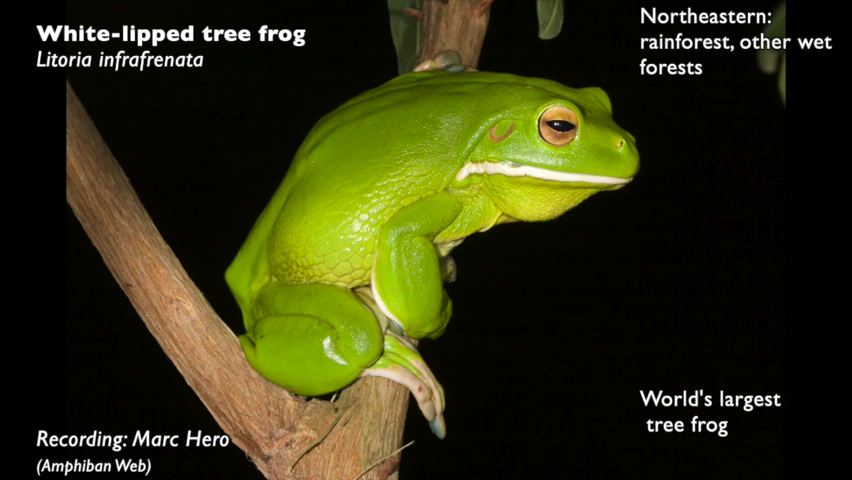 White-lipped tree frog
Litoria infrafrenata
Northeastern:
rainforest, other wet
forests
World's largest
tree frog
Recording: Marc Hero
(Amphiban Web)